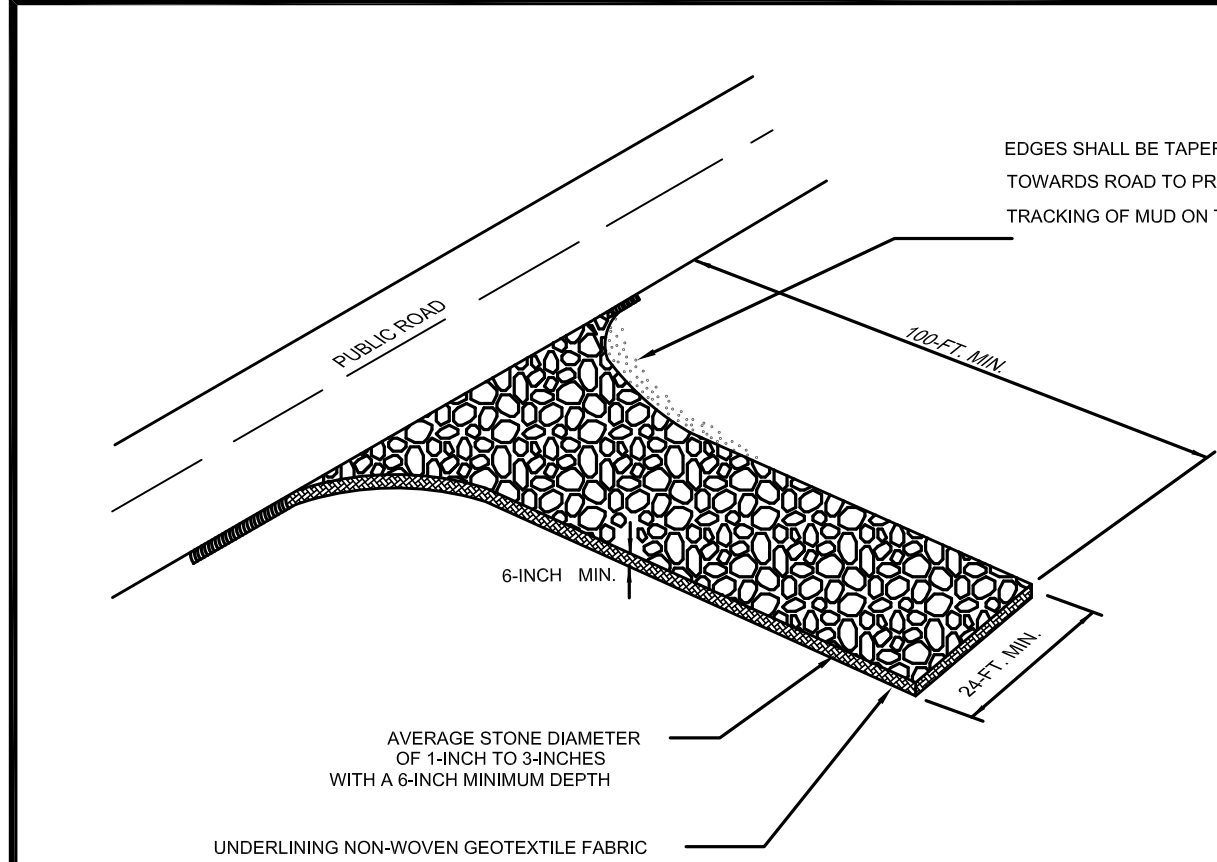 EDGES SHALL BE
TOWARDS ROAD TO
TRACKING OF MUD ON
PUBLIC ROAD
100-FT. MIN.
6-INCH MIN.
24-FT. MIN.
AVERAGE STONE DIAMETER
OF 1-INCH TO 3-INCHES
WITH A 6-INCH MINIMUM DEPTH
UNDERLINING NON-WOVEN GEOTEXTILE FABRIC